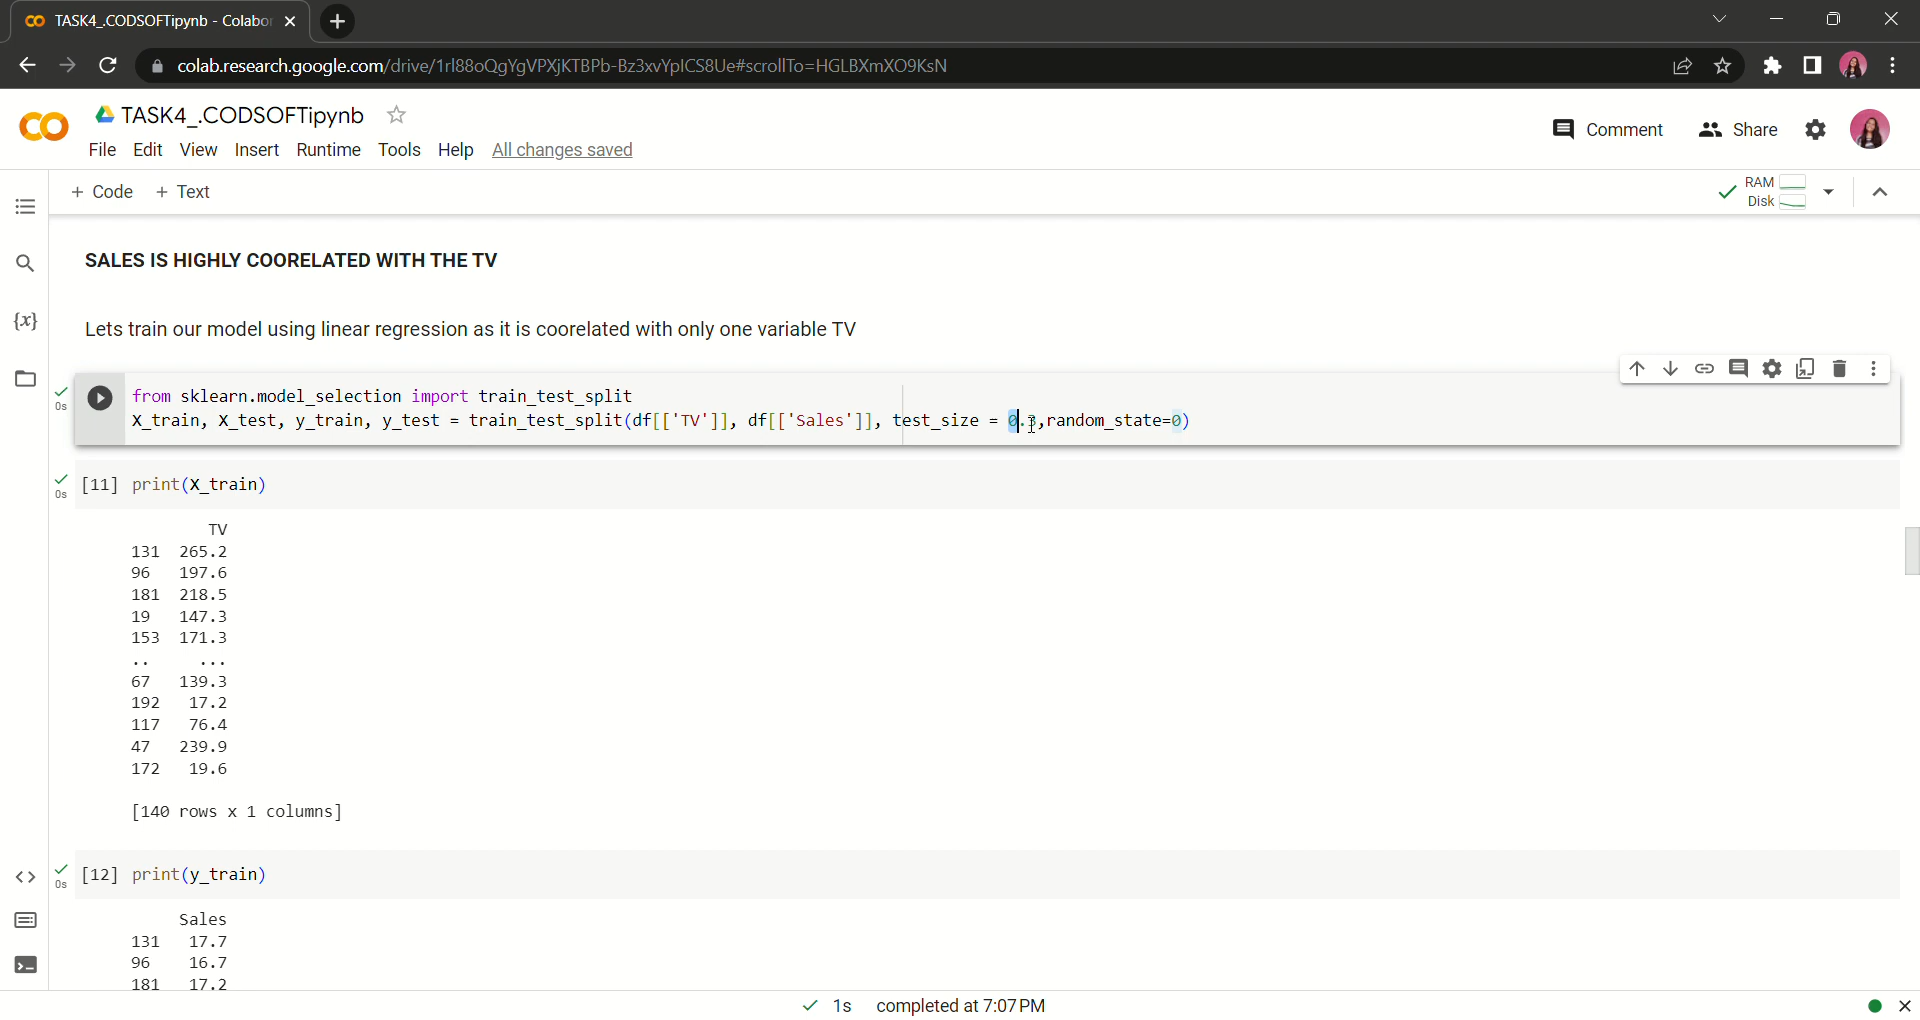 TASK4_.CODSOFTipynb - Colabor
colab.research.google.com/drive/1rl88oQgYgVPXjKTBPb-Bz3xvYpICS8Ue#scrollTo=HGLBXmXO9KsN
TASK4_.CODSOFTipynb
Comment
Share
File Edit View Insert Runtime Tools Help All changes saved
+ Code + Text
RAM
Disk
SALES IS HIGHLY COORELATED WITH THE TV
Lets train our model using linear regression as it is coorelated with only one variable TV
0s
from sklearn.model_selection import train_test_split
X_train, X_test, y_train, y_test = train_test_split(df[['TV']], df[['Sales']], test_size = 0.3,random_state=0)
0s
[11] print(X_train)
TV
131 265.2
96 197.6
181 218.5
19 147.3
153 171.3
.. ...
67 139.3
192 17.2
117 76.4
47 239.9
172 19.6
[140 rows x 1 columns]
0s
[12] print(y_train)
Sales
131 17.7
96 16.7
181 17.2
1s completed at 7:07 PM